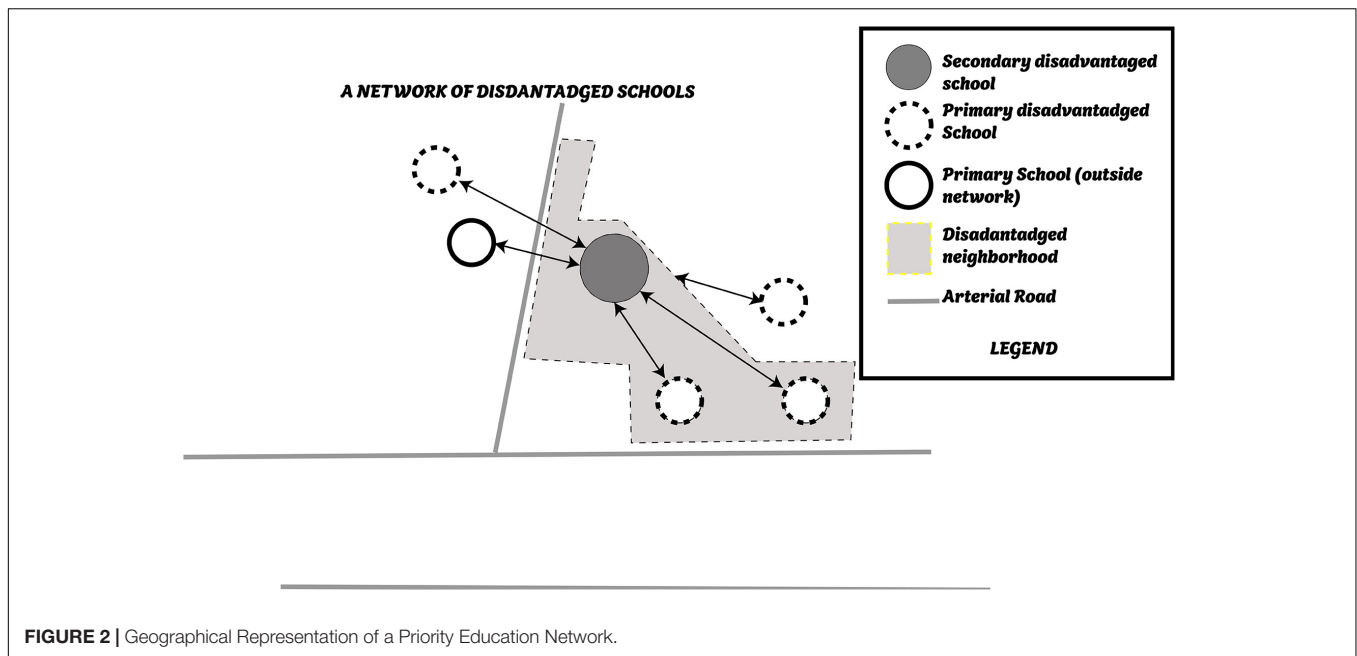 A NETWORK OF DISDANTADGED SCHOOLS
Secondary disadvantaged
school
Primary disadvantadged
School
Primary School (outside
network)
Disadantadged
neighborhood
Arterial Road
LEGEND
FIGURE 2 | Geographical Representation of a Priority Education Network.